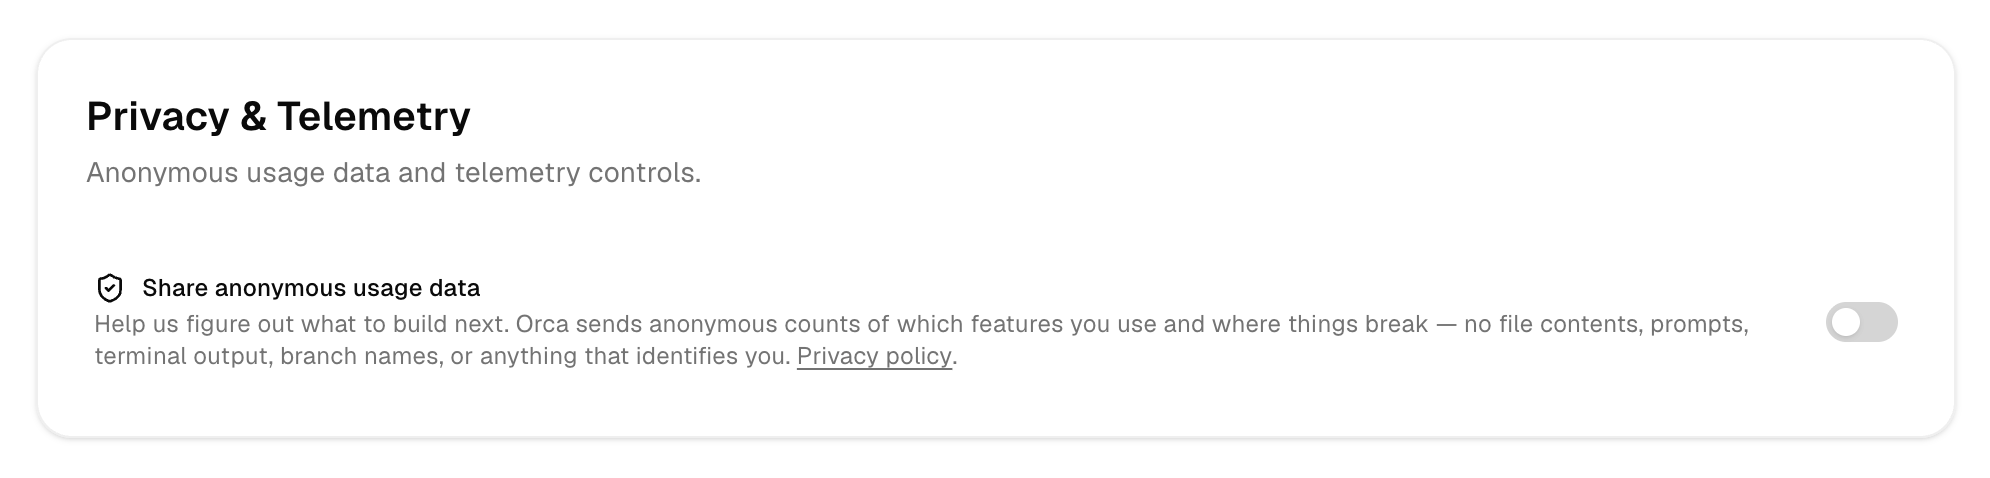 Privacy & Telemetry
Anonymous usage data and telemetry controls.
Share anonymous usage data
Help us figure out what to build next. Orca sends anonymous counts of which features you use and where things break — no file contents, prompts,
terminal output, branch names, or anything that identifies you. Privacy policy.